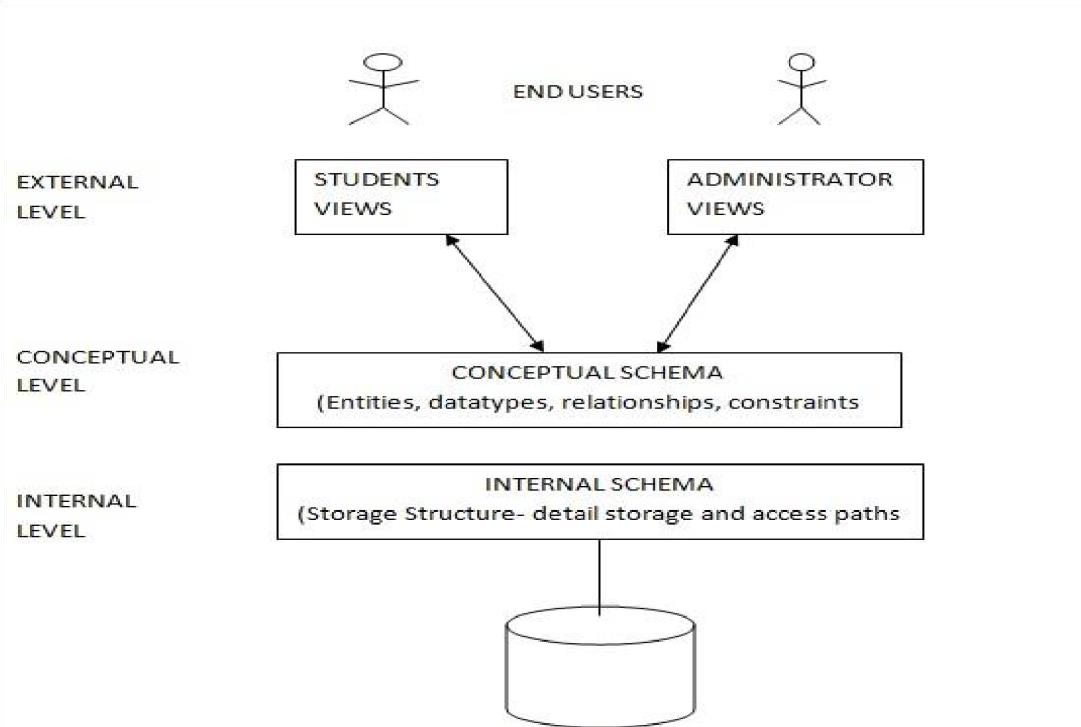 END USERS
EXTERNAL
LEVEL
STUDENTS
VIEWS
ADMINISTRATOR
VIEWS
CONCEPTUAL
LEVEL
CONCEPTUAL SCHEMA
(Entities, datatypes, relationships, constraints
INTERNAL
LEVEL
INTERNAL SCHEMA
(Storage Structure- detail storage and access paths